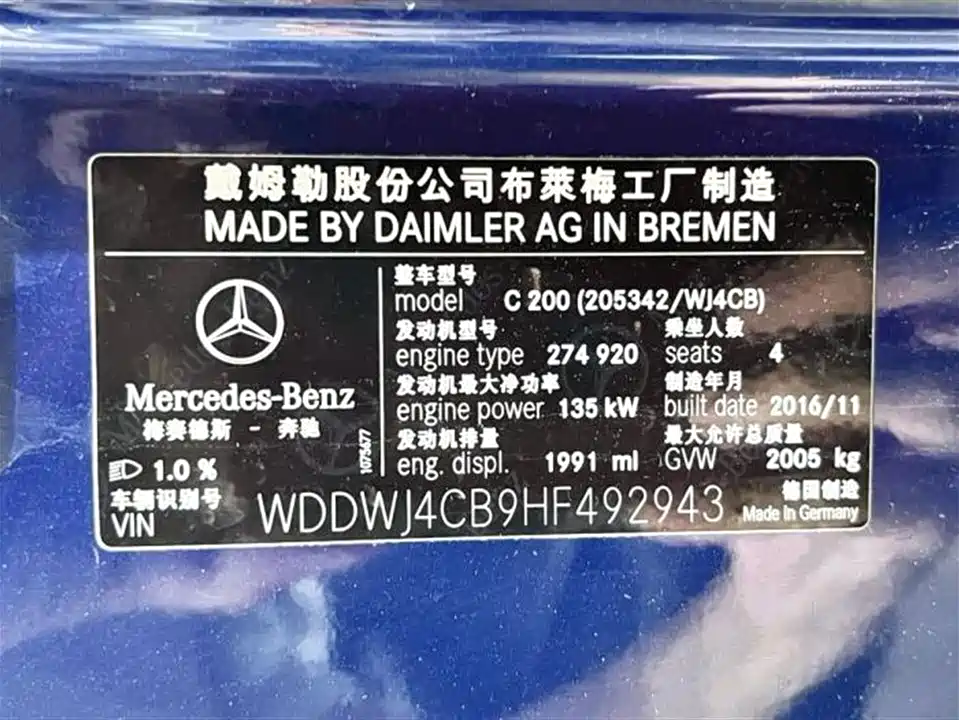 戴姆勒股份公司布萊梅工厂制造
MADE BY DAIMLER AG IN BREMEN
Mercedes-Benz
梅赛德斯 - 奔驰
1.0 %
整车型号
model C 200 (205342/WJ4CB)
发动机型号 乘坐人数
engine type 274 920 seats 4
发动机最大净功率 制造年月
engine power 135 kW built date 2016/11
发动机排量 最大允许总质量
eng. displ. 1991 ml GVW 2005 kg
1075677
车辆识别号 德国制造
VIN WDDWJ4CB9HF492943 Made in Germany